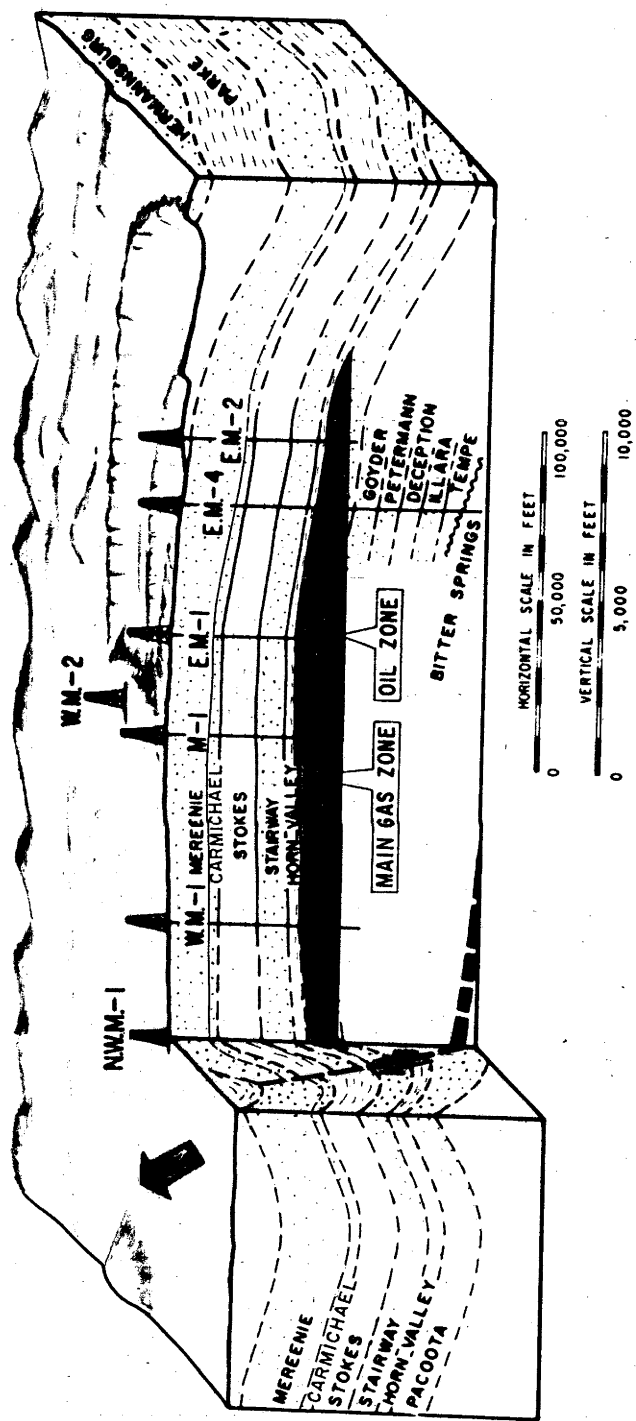 HERMANNSBURG
PARKE
W.M.-2
N.W.M.-1
W.M.-1
M-1
E.M.-1
E.M.-4
E.M.-2
MEREENIE
CARMICHAEL
STOKES
STAIRWAY
HORN VALLEY
MAIN GAS ZONE
OIL ZONE
GOYDER
PETERMANN
DECEPTION
ILLARA
TEMPE
BITTER SPRINGS
MEREENIE
CARMICHAEL
STOKES
STAIRWAY
HORN VALLEY
PACOOTA
HORIZONTAL SCALE IN FEET
0 50,000 100,000
VERTICAL SCALE IN FEET
0 5,000 10,000